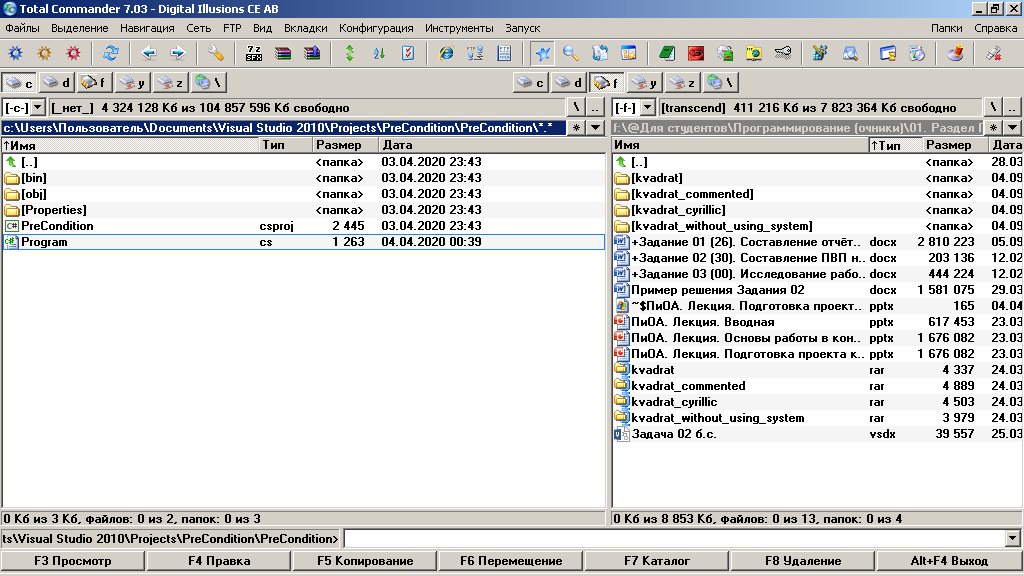 Total Commander 7.03 - Digital Illusions CE AB
Файлы Выделение Навигация Сеть FTP Вид Вкладки Конфигурация Инструменты Запуск Папки Справка
c d f y z \ c d f y z \
[-c-] [_нет_] 4 324 128 Кб из 104 857 596 Кб свободно \ .. [-f-] [transcend] 411 216 Кб из 7 823 364 Кб свободно \ ..
c:\Users\Пользователь\Documents\Visual Studio 2010\Projects\PreCondition\PreCondition\*.* * f:\@Для студентов\Программирование (очники)\01. Раздел *
↑Имя Тип Размер Дата Имя ↑Тип Размер Дата
[..] <папка> 03.04.2020 23:43 [..] <папка> 28.03
[bin] <папка> 03.04.2020 23:43 [kvadrat] <папка> 04.09
[obj] <папка> 03.04.2020 23:43 [kvadrat_commented] <папка> 04.09
[Properties] <папка> 03.04.2020 23:43 [kvadrat_cyrillic] <папка> 04.09
PreCondition csproj 2 445 03.04.2020 23:43 [kvadrat_without_using_system] <папка> 04.09
Program cs 1 263 04.04.2020 00:39 +Задание 01 (26). Составление отчёт.. docx 2 810 223 05.09
+Задание 02 (30). Составление ПВП н.. docx 203 136 12.02
+Задание 03 (00). Исследование рабо.. docx 444 224 12.02
Пример решения Задания 02 docx 1 581 075 29.03
~$ПиОА. Лекция. Подготовка проект.. pptx 165 04.04
ПиОА. Лекция. Вводная pptx 617 453 23.03
ПиОА. Лекция. Основы работы в кон.. pptx 1 676 082 23.03
ПиОА. Лекция. Подготовка проекта к.. pptx 1 676 082 23.03
kvadrat rar 4 337 24.03
kvadrat_commented rar 4 889 24.03
kvadrat_cyrillic rar 4 503 24.03
kvadrat_without_using_system rar 3 979 24.03
Задача 02 б.с. vsdx 39 557 25.03
0 Кб из 3 Кб, файлов: 0 из 2, папок: 0 из 3 0 Кб из 8 853 Кб, файлов: 0 из 13, папок: 0 из 4
ts\Visual Studio 2010\Projects\PreCondition\PreCondition>
F3 Просмотр F4 Правка F5 Копирование F6 Перемещение F7 Каталог F8 Удаление Alt+F4 Выход